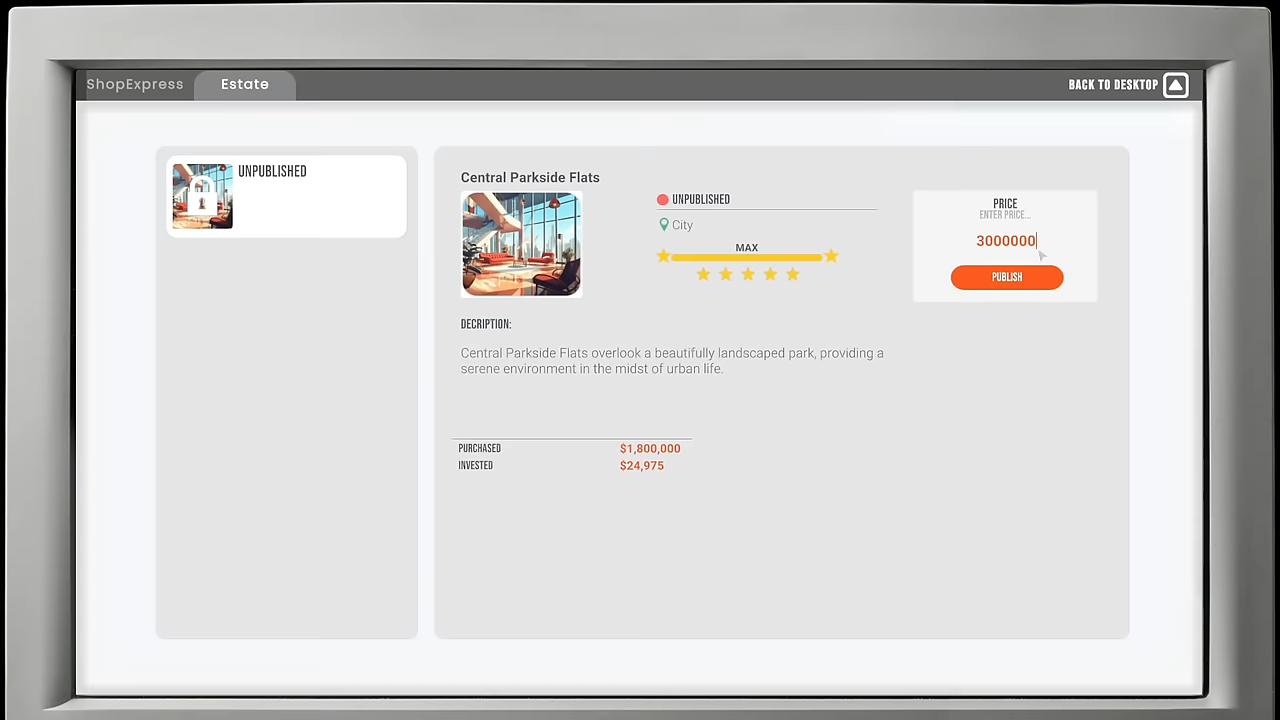 ShopExpress
Estate
BACK TO DESKTOP
UNPUBLISHED
Central Parkside Flats
UNPUBLISHED
City
MAX
PRICE
ENTER PRICE...
3000000
PUBLISH
DECRIPTION:
Central Parkside Flats overlook a beautifully landscaped park, providing a
serene environment in the midst of urban life.
PURCHASED $1,800,000
INVESTED $24,975